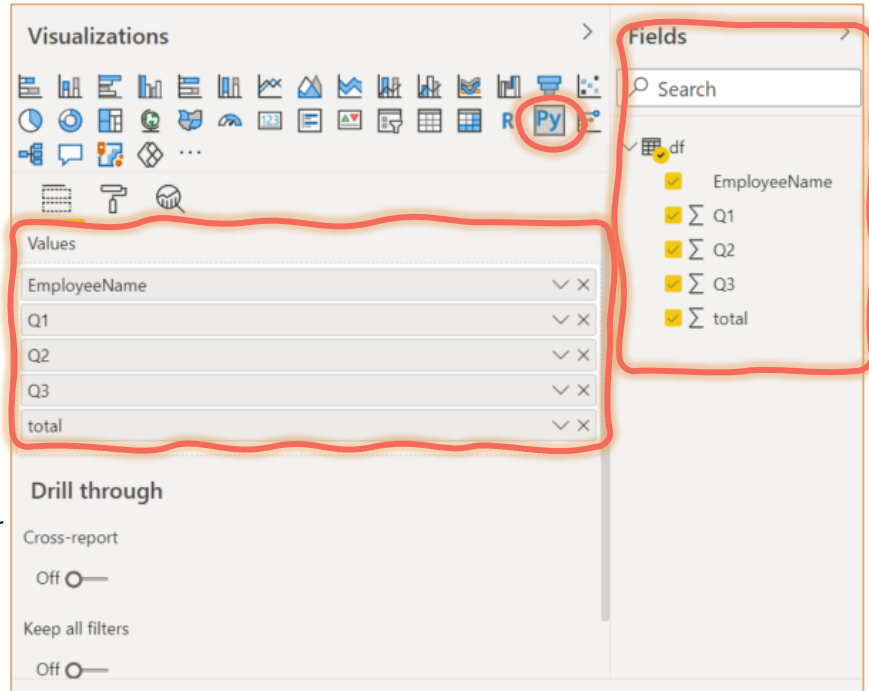 Visualizations
Fields
Search
123
R
Py
df
EmployeeName
Σ Q1
Σ Q2
Σ Q3
Σ total
Values
EmployeeName
Q1
Q2
Q3
total
Drill through
Cross-report
Off
Keep all filters
Off